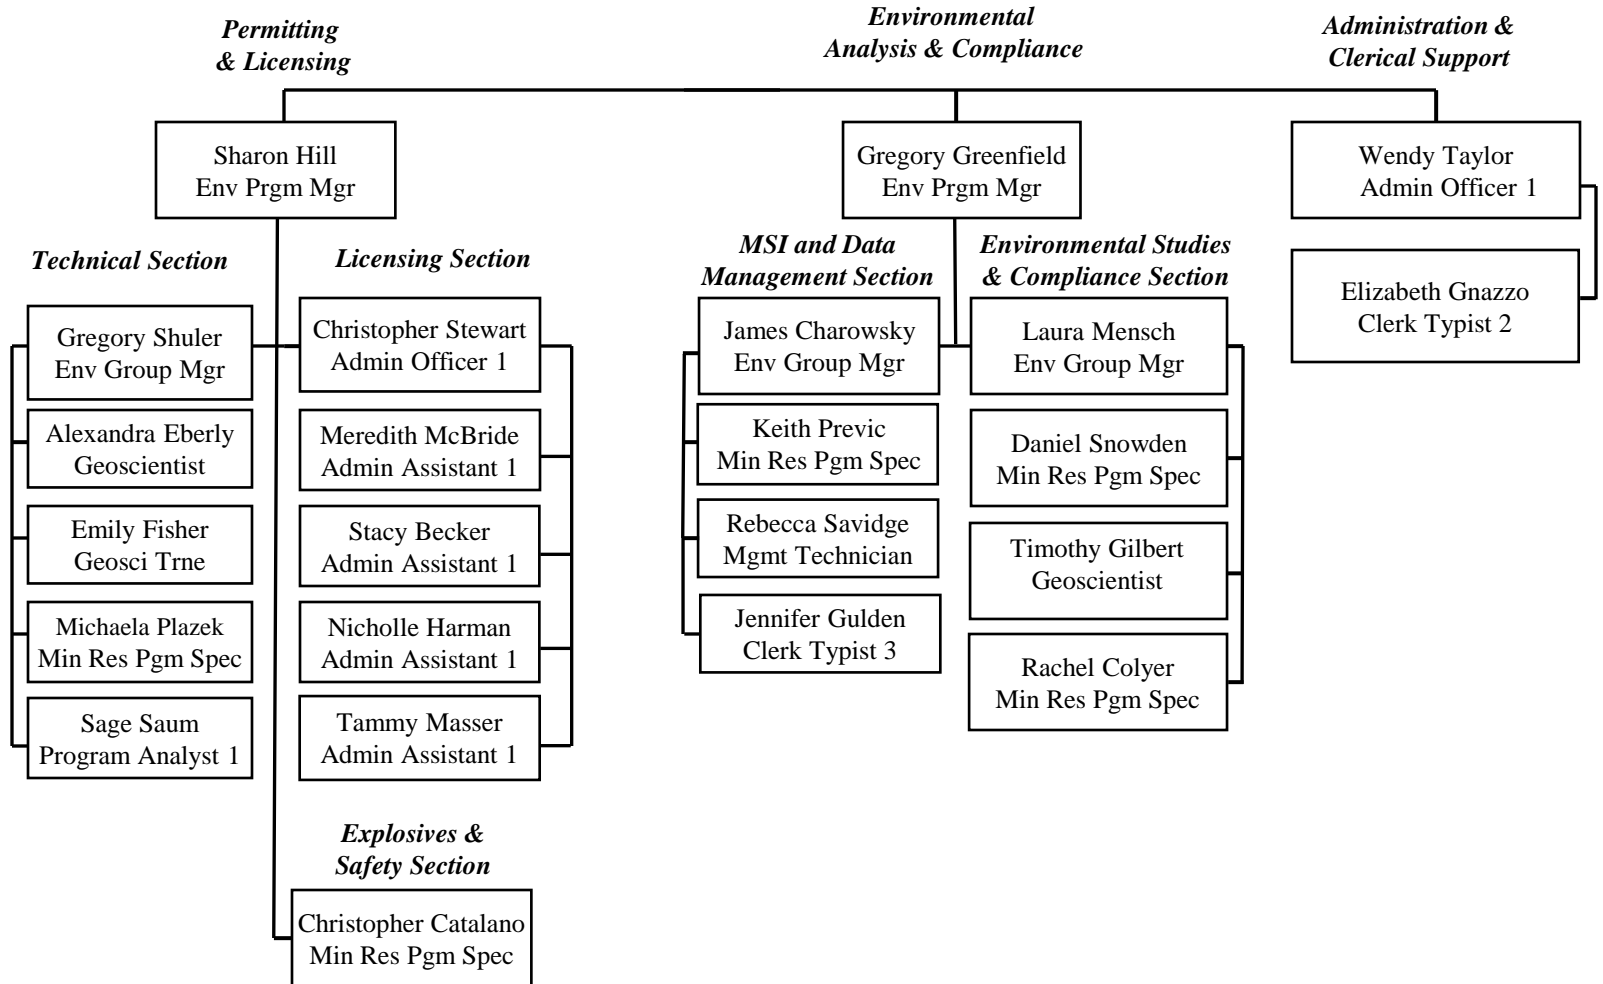 Permitting
& Licensing
Environmental
Analysis & Compliance
Administration &
Clerical Support
Sharon Hill
Env Prgm Mgr
Gregory Greenfield
Env Prgm Mgr
Wendy Taylor
Admin Officer 1
Elizabeth Gnazzo
Clerk Typist 2
Technical Section
Gregory Shuler
Env Group Mgr
Alexandra Eberly
Geoscientist
Emily Fisher
Geosci Trne
Michaela Plazek
Min Res Pgm Spec
Sage Saum
Program Analyst 1
Licensing Section
Christopher Stewart
Admin Officer 1
Meredith McBride
Admin Assistant 1
Stacy Becker
Admin Assistant 1
Nicholle Harman
Admin Assistant 1
Tammy Masser
Admin Assistant 1
Explosives &
Safety Section
Christopher Catalano
Min Res Pgm Spec
MSI and Data
Management Section
James Charowsky
Env Group Mgr
Keith Previc
Min Res Pgm Spec
Rebecca Savidge
Mgmt Technician
Jennifer Gulden
Clerk Typist 3
Environmental Studies
& Compliance Section
Laura Mensch
Env Group Mgr
Daniel Snowden
Min Res Pgm Spec
Timothy Gilbert
Geoscientist
Rachel Colyer
Min Res Pgm Spec